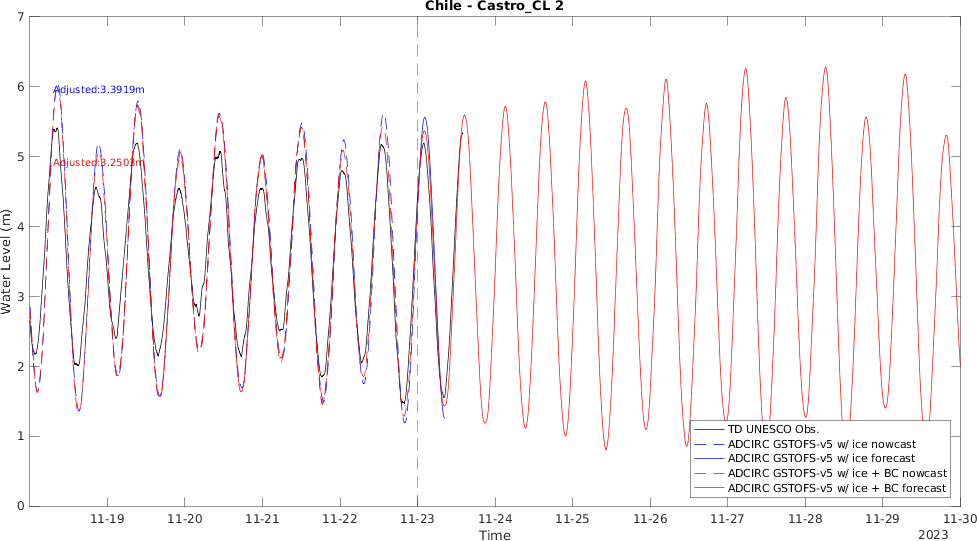 Chile - Castro_CL 2
Water Level (m)
7
6
5
4
3
2
1
0
Adjusted:3.3919m
Adjusted:3.2503m
TD UNESCO Obs.
ADCIRC GSTOFS-v5 w/ ice nowcast
ADCIRC GSTOFS-v5 w/ ice forecast
ADCIRC GSTOFS-v5 w/ ice + BC nowcast
ADCIRC GSTOFS-v5 w/ ice + BC forecast
11-19 11-20 11-21 11-22 11-23 11-24 11-25 11-26 11-27 11-28 11-29 11-30
Time
2023